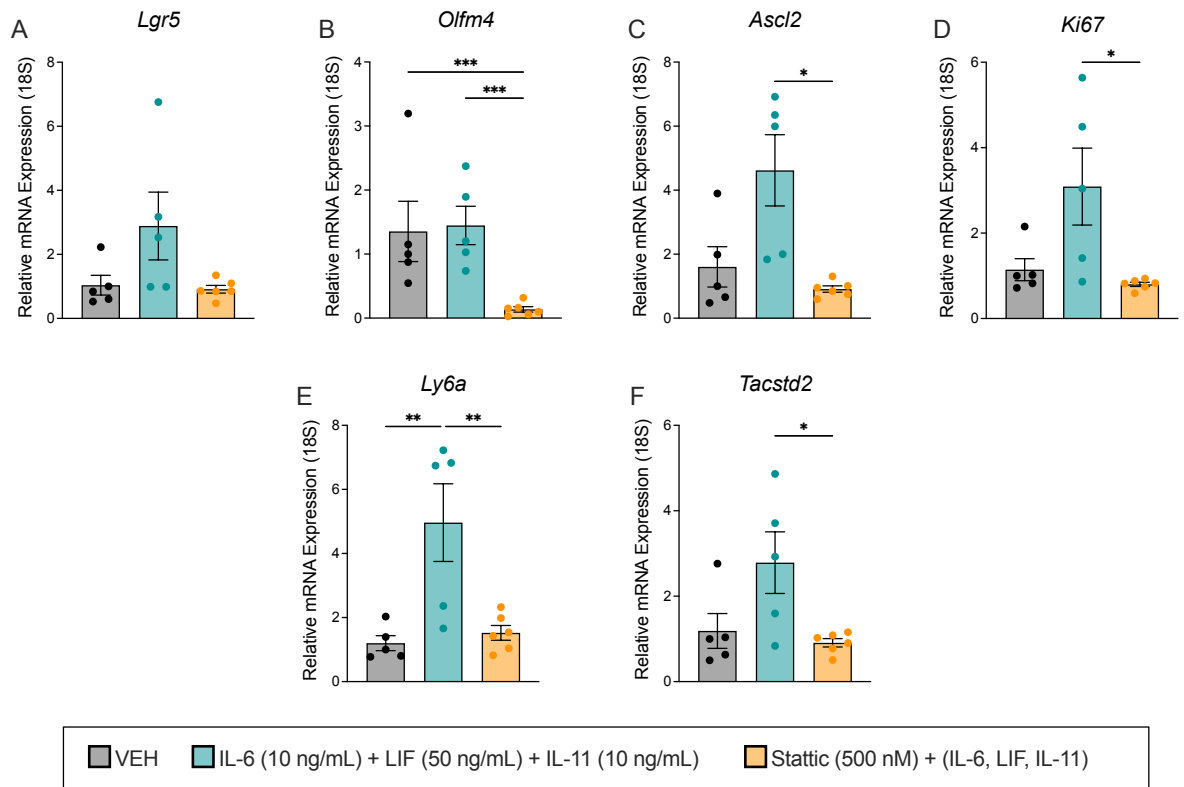 A
Lgr5
Relative mRNA Expression (18S)
8
6
4
2
0
B
Olfm4
Relative mRNA Expression (18S)
4
3
2
1
0
***
***
C
Ascl2
Relative mRNA Expression (18S)
8
6
4
2
0
*
D
Ki67
Relative mRNA Expression (18S)
6
4
2
0
*
E
Ly6a
Relative mRNA Expression (18S)
8
6
4
2
0
**
**
F
Tacstd2
Relative mRNA Expression (18S)
6
4
2
0
*
VEH
IL-6 (10 ng/mL) + LIF (50 ng/mL) + IL-11 (10 ng/mL)
Stattic (500 nM) + (IL-6, LIF, IL-11)